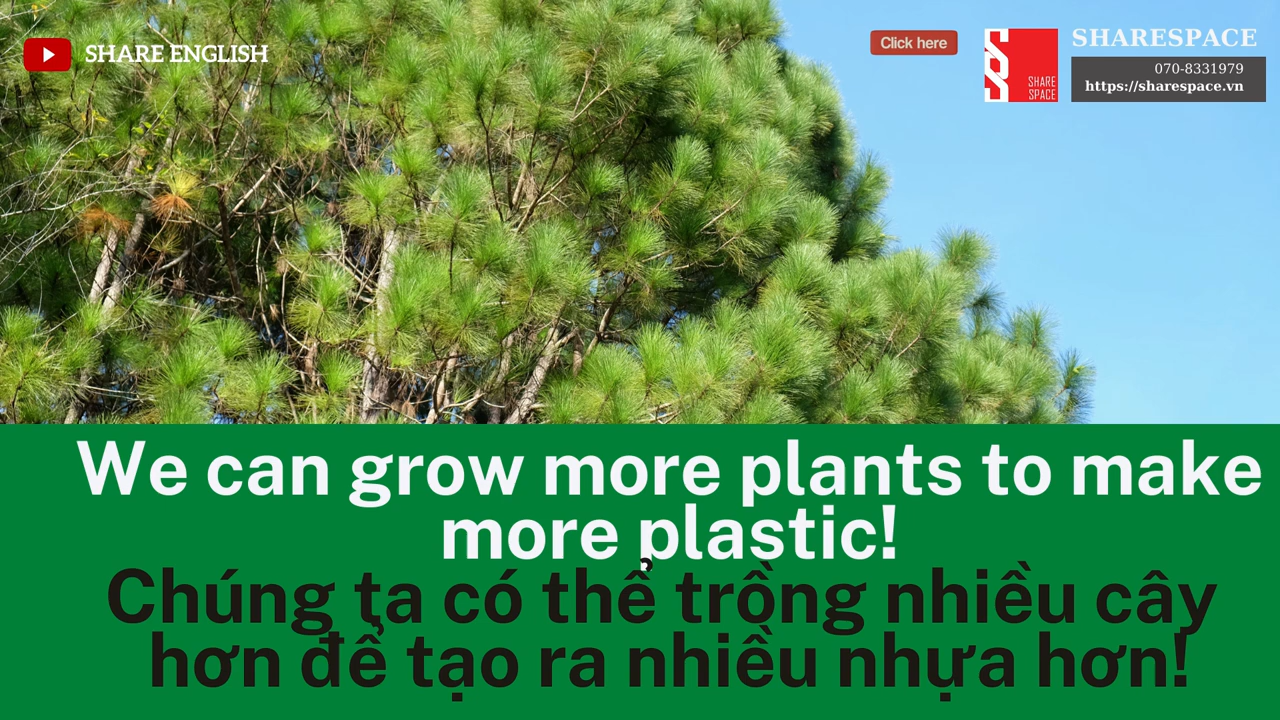 SHARE ENGLISH
Click here
SHARE
SPACE
SHARESPACE
070-8331979
https://sharespace.vn
We can grow more plants to make
more plastic!
Chúng ta có thể trồng nhiều cây
hơn để tạo ra nhiều nhựa hơn!